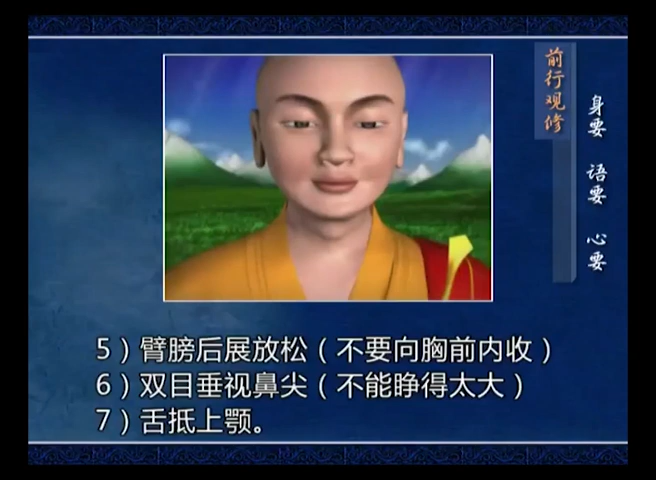 前行观修
身要 语要 心要
5）臂膀后展放松（不要向胸前内收）
6）双目垂视鼻尖（不能睁得太大）
7）舌抵上颚。